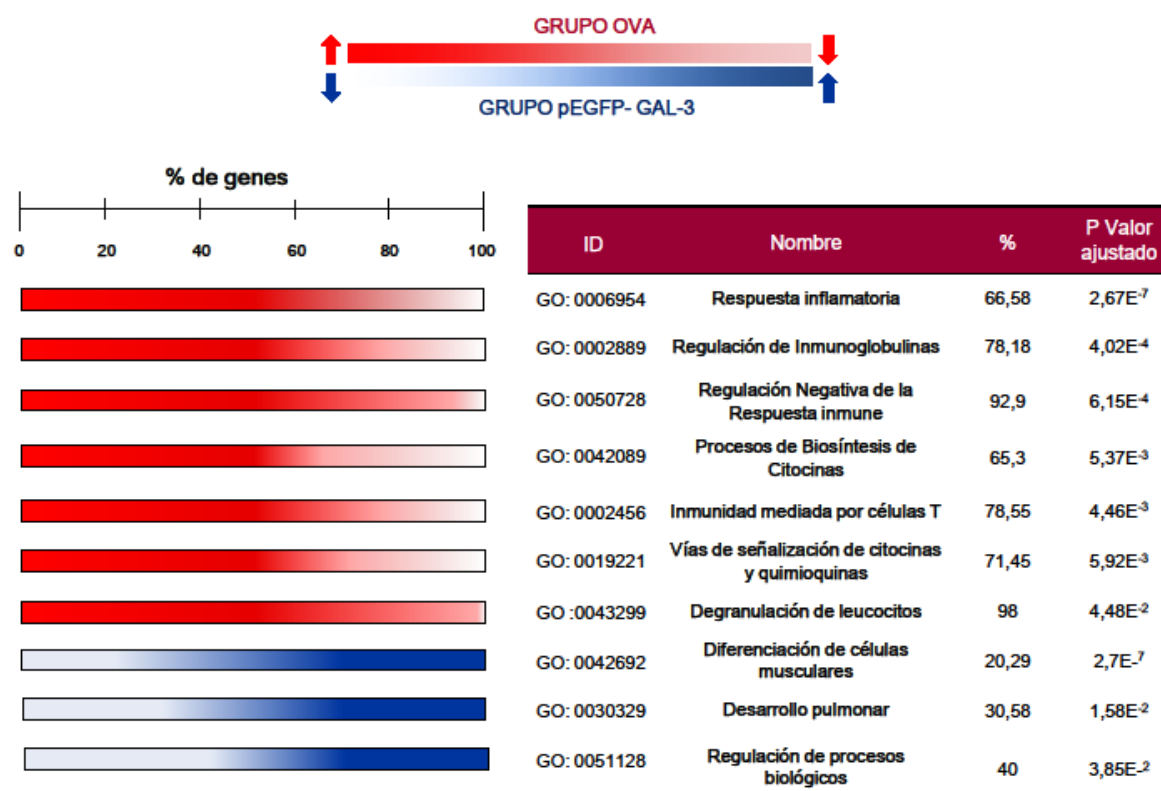 GRUPO OVA
GRUPO pEGFP- GAL-3
% de genes
0 20 40 60 80 100
ID Nombre % P Valor
ajustado
GO: 0006954 Respuesta inflamatoria 66,58 2,67E-7
GO: 0002889 Regulación de Inmunoglobulinas 78,18 4,02E-4
GO: 0050728 Regulación Negativa de la
Respuesta inmune 92,9 6,15E-4
GO: 0042089 Procesos de Biosíntesis de
Citocinas 65,3 5,37E-3
GO: 0002456 Inmunidad mediada por células T 78,55 4,46E-3
GO: 0019221 Vías de señalización de citocinas
y quimioquinas 71,45 5,92E-3
GO :0043299 Degranulación de leucocitos 98 4,48E-2
GO: 0042692 Diferenciación de células
musculares 20,29 2,7E-7
GO: 0030329 Desarrollo pulmonar 30,58 1,58E-2
GO: 0051128 Regulación de procesos
biológicos 40 3,85E-2